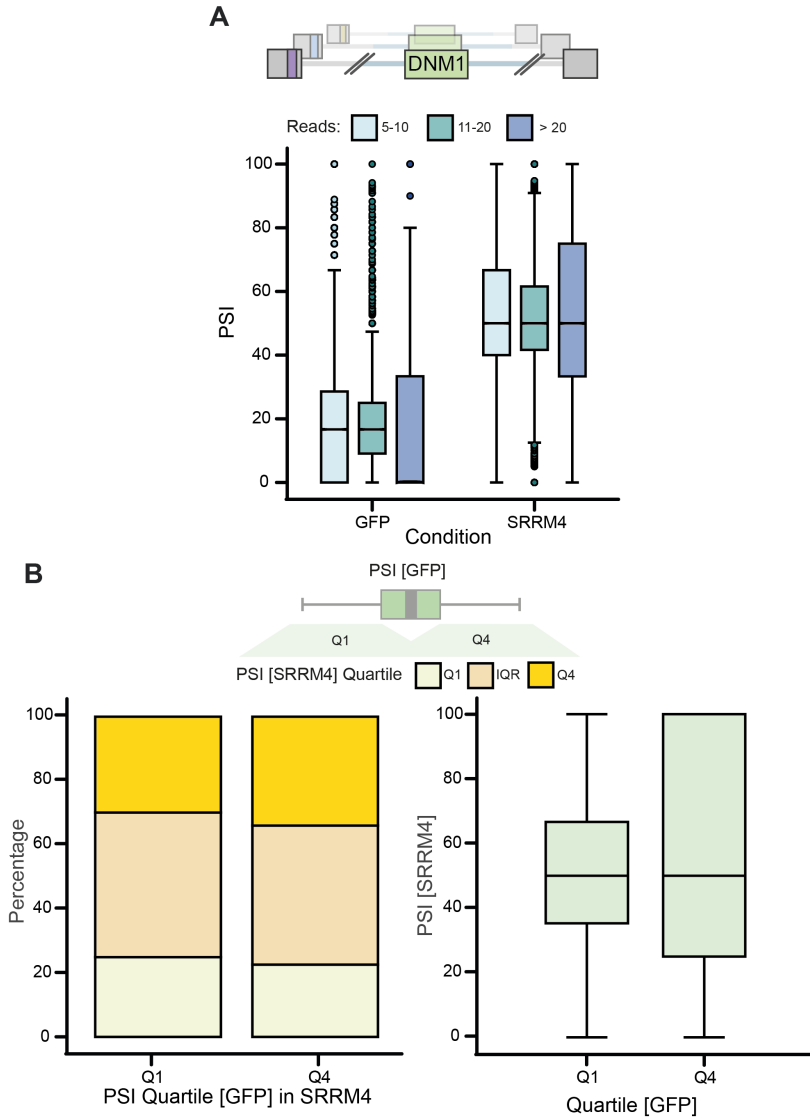 A
DNM1
Reads: 5-10 11-20 > 20
PSI
100
80
60
40
20
0
GFP SRRM4
Condition
B
PSI [GFP]
Q1 Q4
PSI [SRRM4] Quartile Q1 IQR Q4
Percentage
100
80
60
40
20
0
Q1 Q4
PSI Quartile [GFP] in SRRM4
PSI [SRRM4]
100
80
60
40
20
0
Q1 Q4
Quartile [GFP]